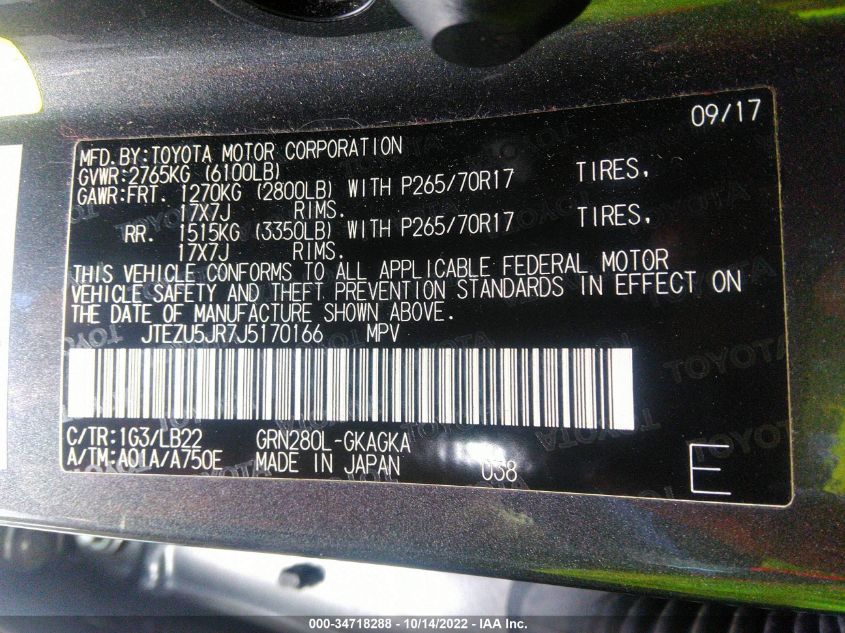 09/17
MFD.BY:TOYOTA MOTOR CORPORATION
GVWR:2765KG (6100LB)
GAWR:FRT. 1270KG (2800LB) WITH P265/70R17 TIRES,
17X7J RIMS.
RR. 1515KG (3350LB) WITH P265/70R17 TIRES,
17X7J RIMS.
THIS VEHICLE CONFORMS TO ALL APPLICABLE FEDERAL MOTOR
VEHICLE SAFETY AND THEFT PREVENTION STANDARDS IN EFFECT ON
THE DATE OF MANUFACTURE SHOWN ABOVE.
JTEZU5JR7J5170166 MPV
C/TR:1G3/LB22 GRN280L-GKAGKA
A/TM:A01A/A750E MADE IN JAPAN 038 E
TOYOTA
000-34718288 - 10/14/2022 - IAA Inc.